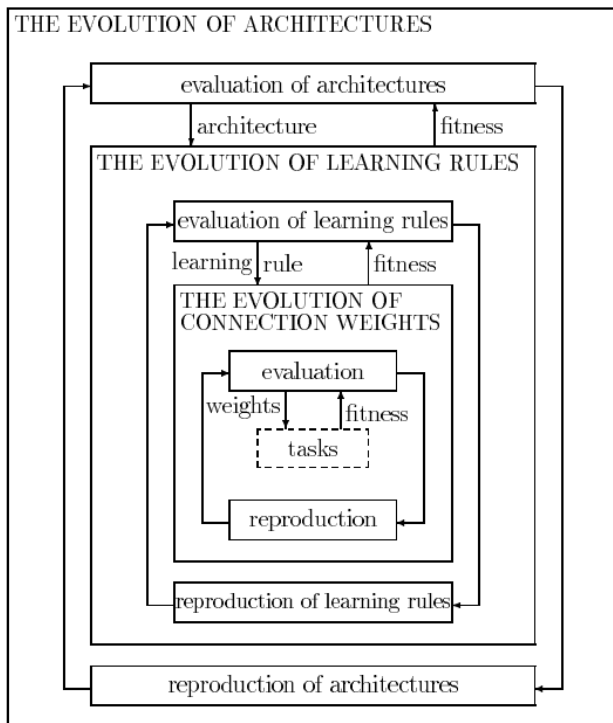 THE EVOLUTION OF ARCHITECTURES
evaluation of architectures
architecture
fitness
THE EVOLUTION OF LEARNING RULES
evaluation of learning rules
learning rule
fitness
THE EVOLUTION OF
CONNECTION WEIGHTS
evaluation
weights
fitness
tasks
reproduction
reproduction of learning rules
reproduction of architectures